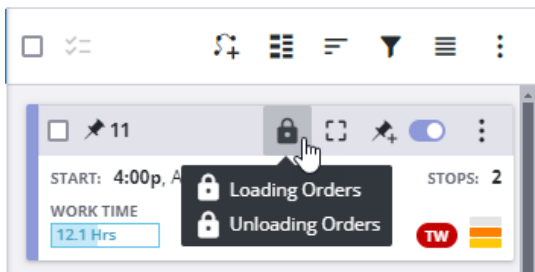 11
START: 4:00p, A
Loading Orders
STOPS: 2
WORK TIME
Unloading Orders
12.1 Hrs
TW